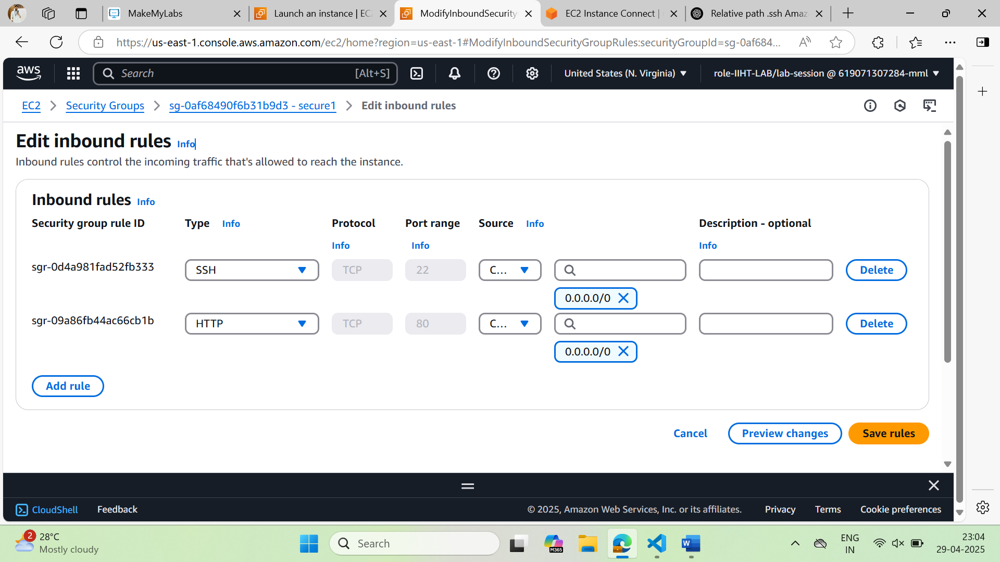 MakeMyLabs
Launch an instance | EC
ModifyInboundSecurity
EC2 Instance Connect |
Relative path .ssh Amaz
https://us-east-1.console.aws.amazon.com/ec2/home?region=us-east-1#ModifyInboundSecurityGroupRules:securityGroupId=sg-0af684...
aws
Search
[Alt+S]
United States (N. Virginia)
role-IIHT-LAB/lab-session @ 619071307284-mml
EC2
Security Groups
sg-0af68490f6b31b9d3 - secure1
Edit inbound rules
Edit inbound rules Info
Inbound rules control the incoming traffic that's allowed to reach the instance.
Inbound rules Info
Security group rule ID
Type Info
Protocol
Info
Port range
Info
Source Info
Description - optional
Info
sgr-0d4a981fad52fb333
SSH
TCP
22
C...
Delete
0.0.0.0/0
sgr-09a86fb44ac66cb1b
HTTP
TCP
80
C...
Delete
0.0.0.0/0
Add rule
Cancel
Preview changes
Save rules
CloudShell
Feedback
© 2025, Amazon Web Services, Inc. or its affiliates.
Privacy
Terms
Cookie preferences
2
28°C
Mostly cloudy
Search
M365
W
ENG
IN
23:04
29-04-2025